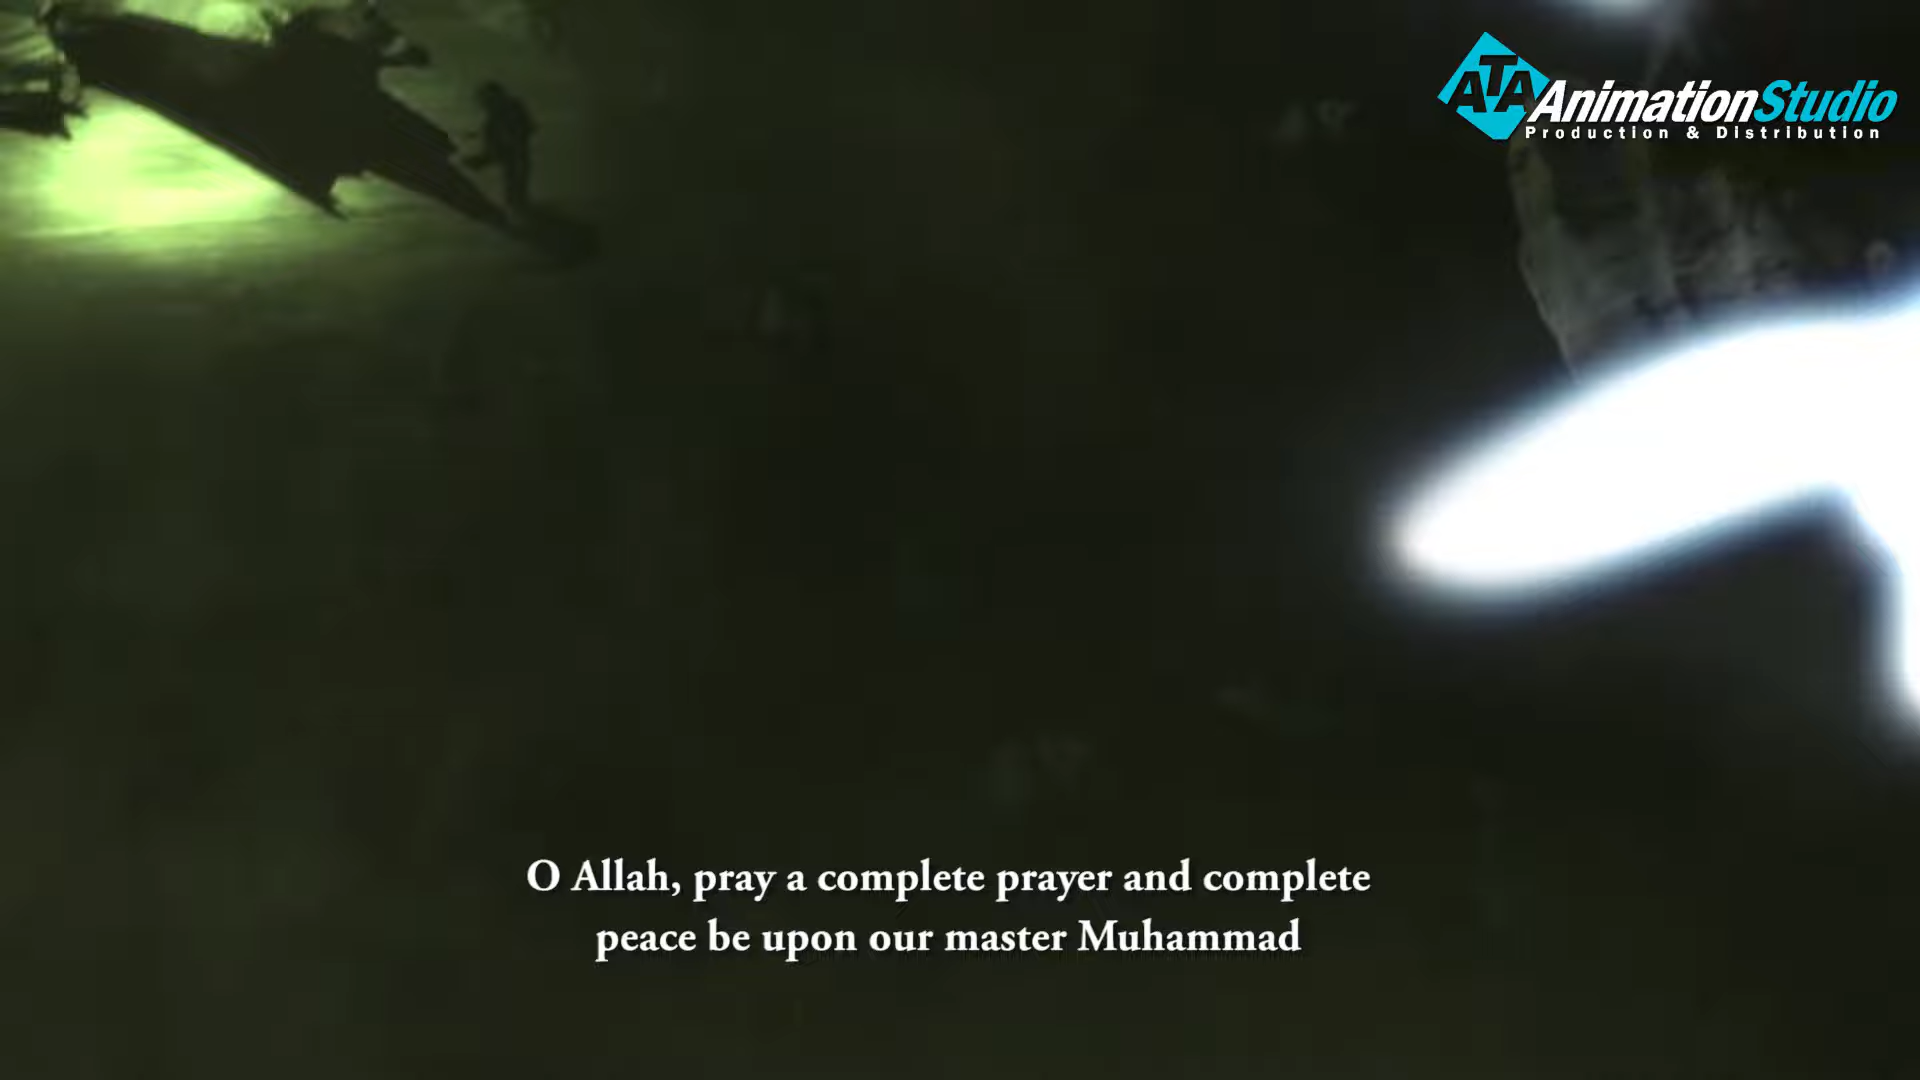 ATA AnimationStudio
Production & Distribution
O Allah, pray a complete prayer and complete
peace be upon our master Muhammad